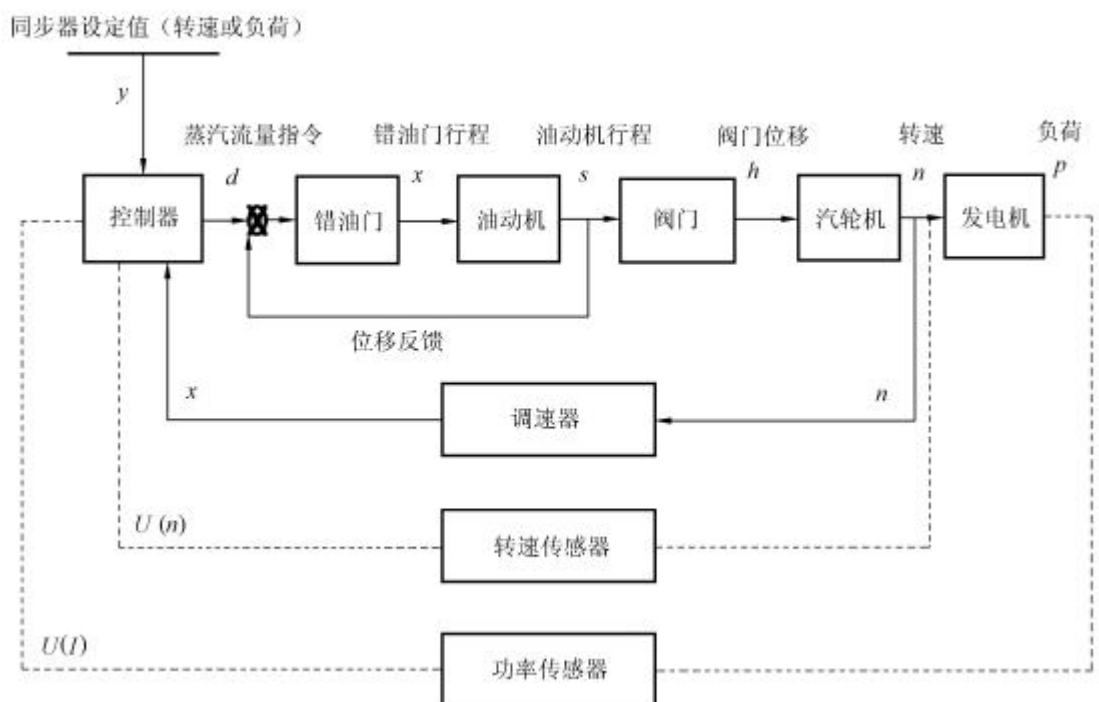 同步器设定值（转速或负荷）
y
蒸汽流量指令
错油门行程
油动机行程
阀门位移
转速
负荷
d
x
s
h
n
p
控制器
错油门
油动机
阀门
汽轮机
发电机
位移反馈
x
调速器
n
U (n)
转速传感器
U(I)
功率传感器